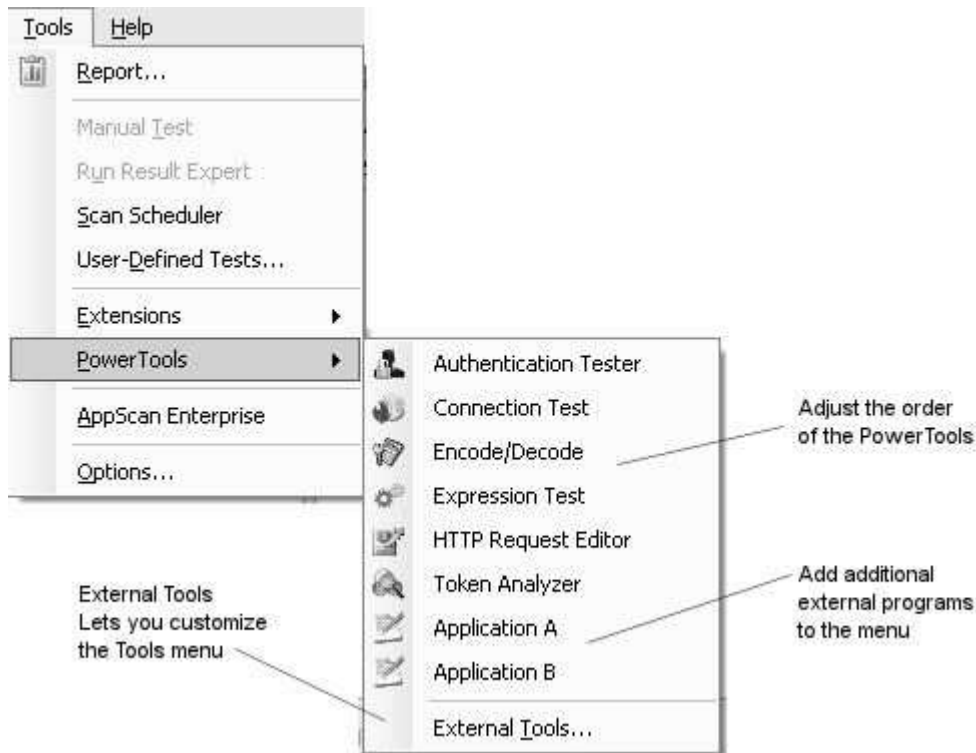 Tools Help
Report...
Manual Test
Run Result Expert
Scan Scheduler
User-Defined Tests...
Extensions
PowerTools
AppScan Enterprise
Options...
Authentication Tester
Connection Test
Encode/Decode
Expression Test
HTTP Request Editor
Token Analyzer
Application A
Application B
External Tools...
Adjust the order
of the PowerTools
Add additional
external programs
to the menu
External Tools
Lets you customize
the Tools menu